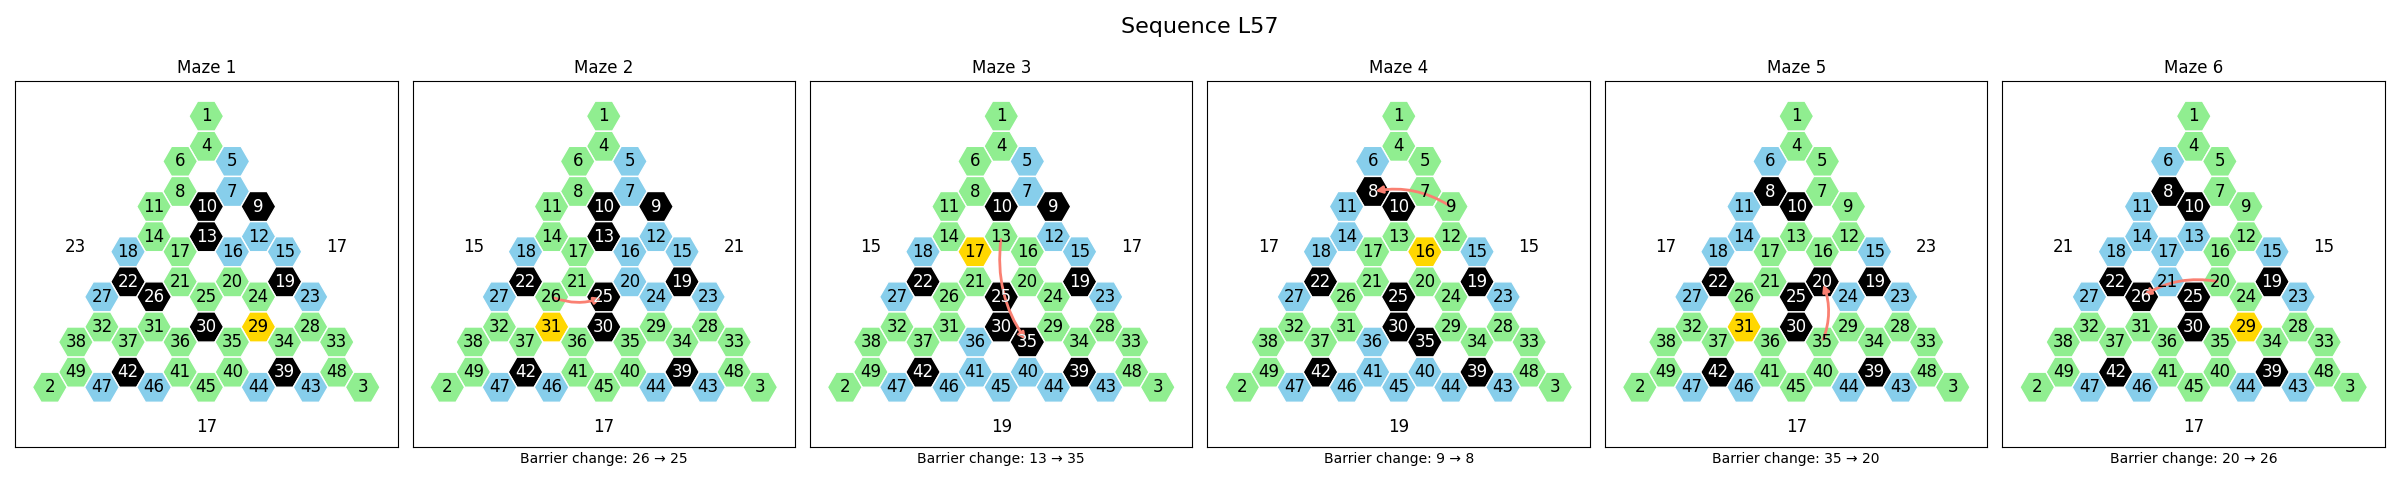 Sequence L57
Maze 1 Maze 2 Maze 3 Maze 4 Maze 5 Maze 6
1 1 1 1 1 1
4 4 4 4 4 4
6 5 6 5 6 5 6 5 6 5 6 5
8 7 8 7 8 7 8 7 8 7 8 7
11 10 9 11 10 9 11 10 9 11 10 9 11 10 9 11 10 9
14 13 12 14 13 12 14 13 12 14 13 12 14 13 12 14 13 12
23 18 17 16 15 17 15 18 17 16 15 21 15 18 17 16 15 17 17 18 17 16 15 15 17 18 17 16 15 23 21 18 17 16 15 15
22 21 20 19 22 21 20 19 22 21 20 19 22 21 20 19 22 21 20 19 22 21 20 19
27 26 25 24 23 27 26 25 24 23 27 26 25 24 23 27 26 25 24 23 27 26 25 24 23 27 26 25 24 23
32 31 30 29 28 32 31 30 29 28 32 31 30 29 28 32 31 30 29 28 32 31 30 29 28 32 31 30 29 28
38 37 36 35 34 33 38 37 36 35 34 33 38 37 36 35 34 33 38 37 36 35 34 33 38 37 36 35 34 33 38 37 36 35 34 33
49 42 41 40 39 48 49 42 41 40 39 48 49 42 41 40 39 48 49 42 41 40 39 48 49 42 41 40 39 48 49 42 41 40 39 48
2 47 46 45 44 43 3 2 47 46 45 44 43 3 2 47 46 45 44 43 3 2 47 46 45 44 43 3 2 47 46 45 44 43 3 2 47 46 45 44 43 3
17 17 19 19 17 17
Barrier change: 26 → 25 Barrier change: 13 → 35 Barrier change: 9 → 8 Barrier change: 35 → 20 Barrier change: 20 → 26